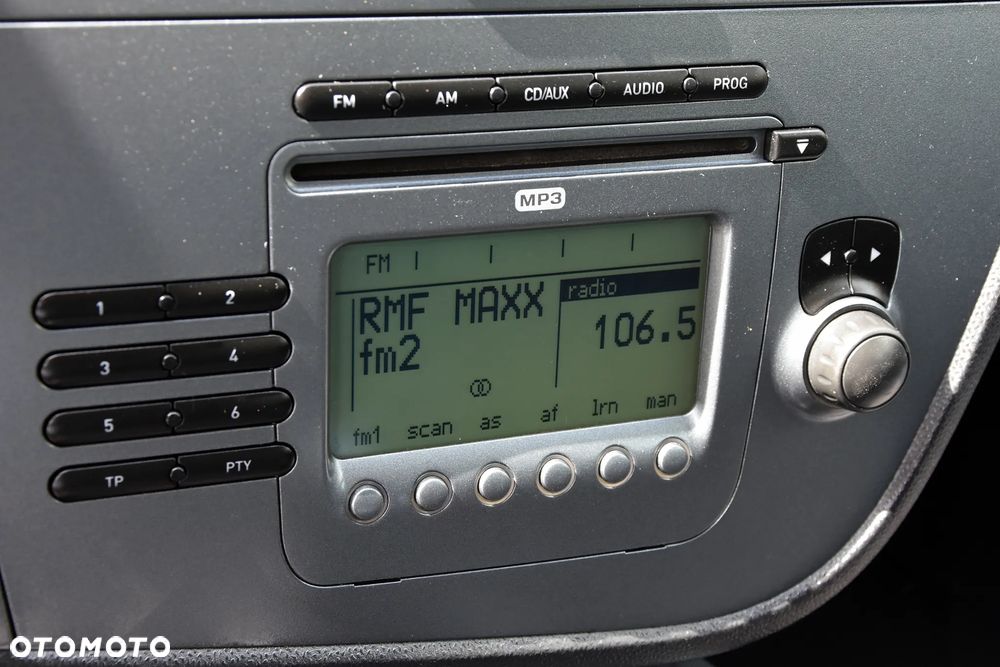 FM AM CD/AUX AUDIO PROG
MP3
FM
RMF MAXX
radio
fm2
106.5
fm1 scan as af lrn man
1 2
3 4
5 6
TP PTY
OTOMOTO